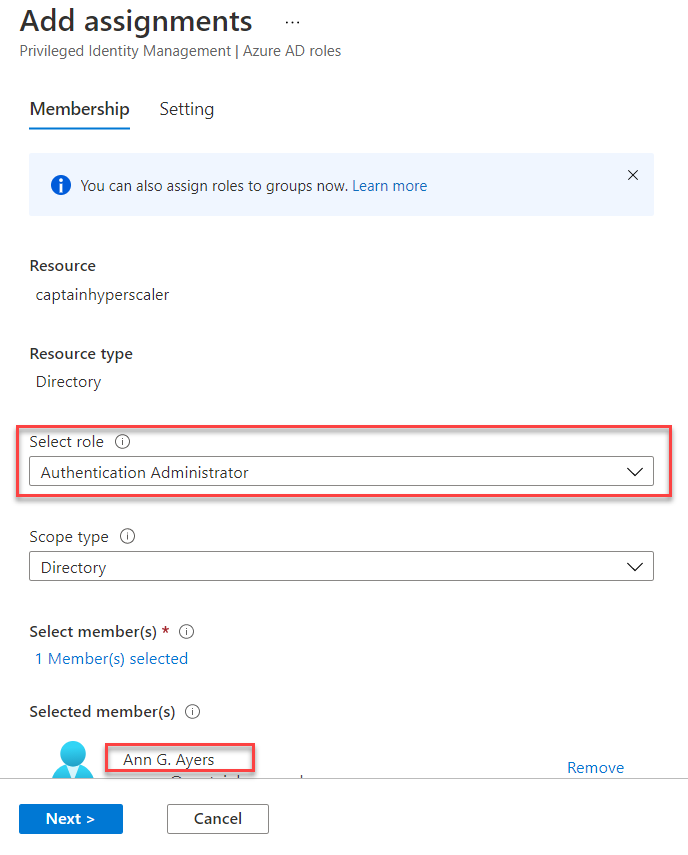 Add assignments ...
Privileged Identity Management | Azure AD roles
Membership Setting
You can also assign roles to groups now. Learn more
Resource
captainhyperscaler
Resource type
Directory
Select role
Authentication Administrator
Scope type
Directory
Select member(s) *
1 Member(s) selected
Selected member(s)
Ann G. Ayers
Remove
Next >
Cancel